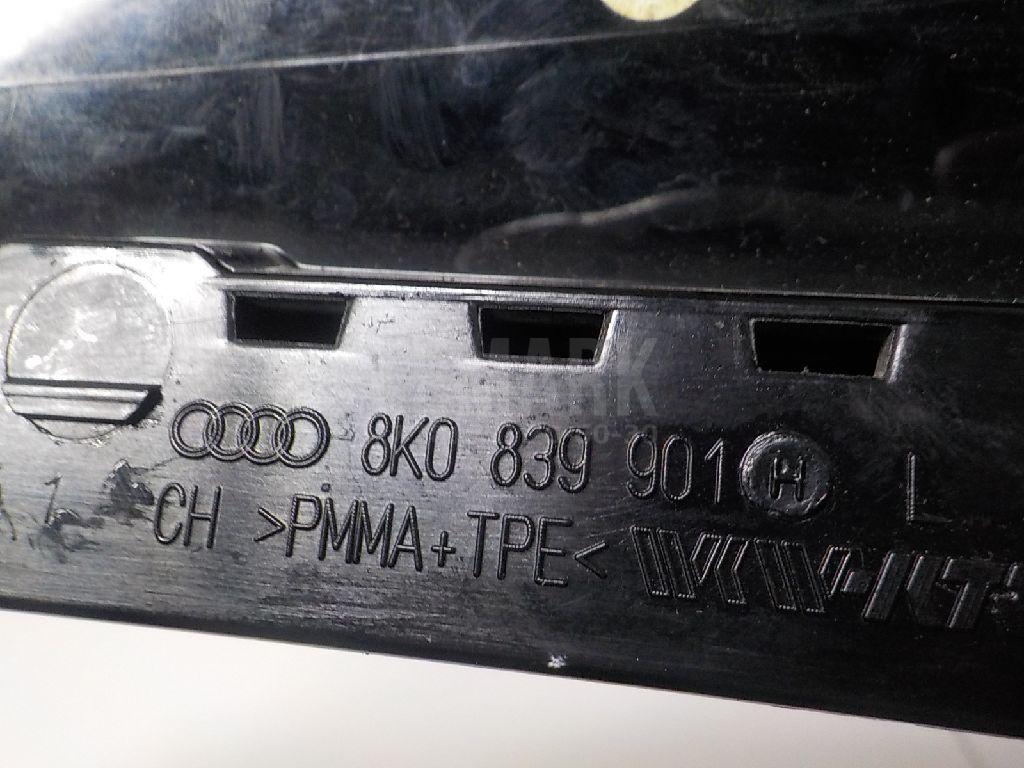 8K0 839 901 H L
CH >PMMA+TPE<